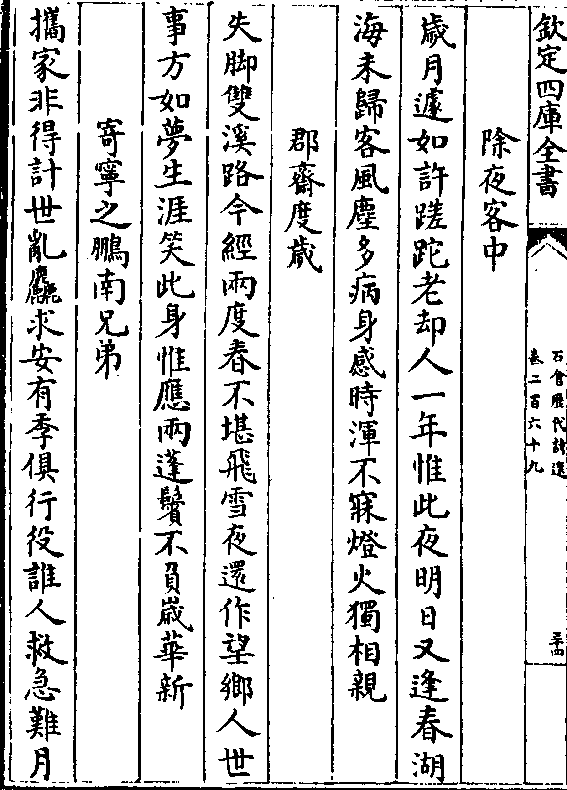 欽定四庫全書
石倉歷代詩選
卷二百六十九
三十四
除夜客中
歲月遽如許蹉跎老却人一年惟此夜明日又逢春湖
海未歸客風塵多病身感時渾不寐燈火獨相親
郡齋度歲
失脚雙溪路今經兩度春不堪飛雪夜還作望鄉人世
事方如夢生涯笑此身惟應兩蓬鬢不負歲華新
寄寧之鵬南兄弟
攜家非得計世亂麤求安有季俱行役誰人救急難月